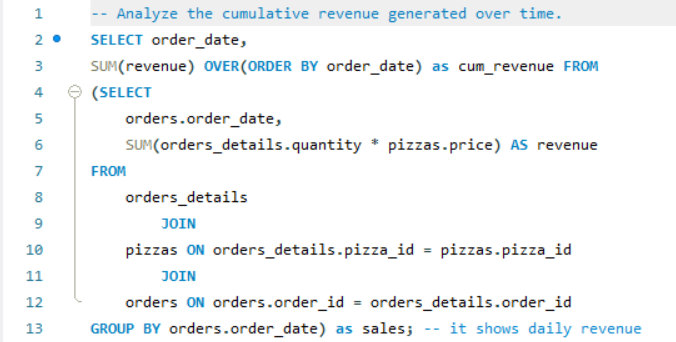 1 -- Analyze the cumulative revenue generated over time.
2 SELECT order_date,
3 SUM(revenue) OVER(ORDER BY order_date) as cum_revenue FROM
4 (SELECT
5 orders.order_date,
6 SUM(orders_details.quantity * pizzas.price) AS revenue
7 FROM
8 orders_details
9 JOIN
10 pizzas ON orders_details.pizza_id = pizzas.pizza_id
11 JOIN
12 orders ON orders.order_id = orders_details.order_id
13 GROUP BY orders.order_date) as sales; -- it shows daily revenue